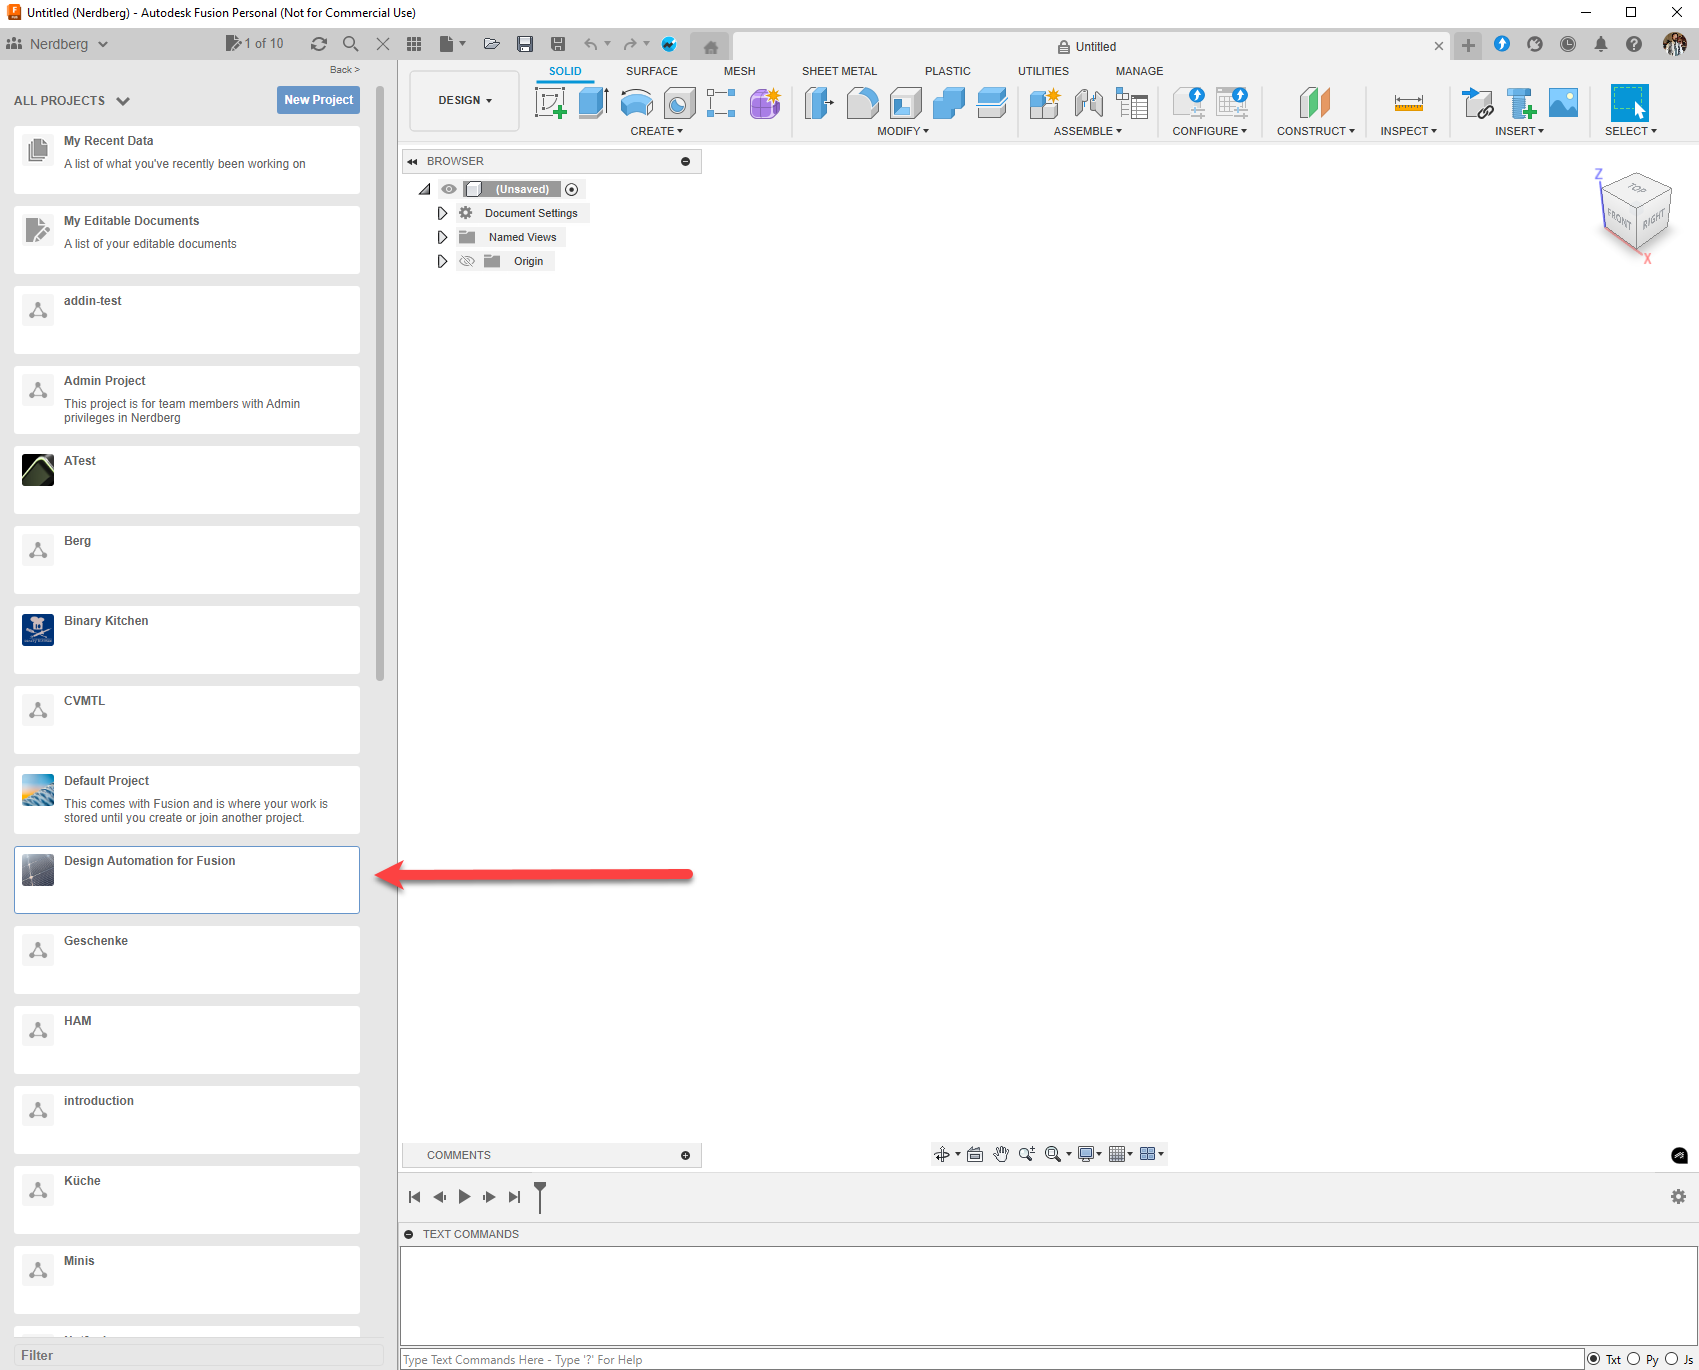 Untitled (Nerdberg) - Autodesk Fusion Personal (Not for Commercial Use)
Nerdberg
1 of 10
Untitled
Back >
ALL PROJECTS
New Project
My Recent Data
A list of what you've recently been working on
My Editable Documents
A list of your editable documents
addin-test
Admin Project
This project is for team members with Admin
privileges in Nerdberg
ATest
Berg
Binary Kitchen
CVMTL
Default Project
This comes with Fusion and is where your work is
stored until you create or join another project.
Design Automation for Fusion
Geschenke
HAM
introduction
Küche
Minis
Filter
DESIGN
SOLID
SURFACE
MESH
SHEET METAL
PLASTIC
UTILITIES
MANAGE
CREATE
MODIFY
ASSEMBLE
CONFIGURE
CONSTRUCT
INSPECT
INSERT
SELECT
BROWSER
(Unsaved)
Document Settings
Named Views
Origin
Z
TOP
FRONT
RIGHT
X
COMMENTS
TEXT COMMANDS
Type Text Commands Here - Type '?' For Help
Txt
Py
Js